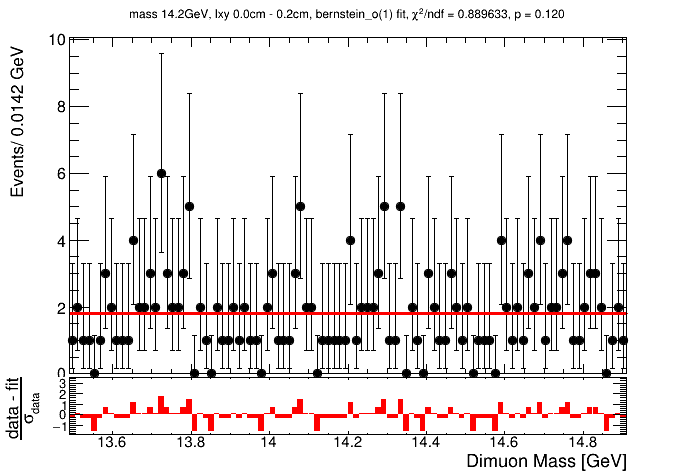 mass 14.2GeV, lxy 0.0cm - 0.2cm, bernstein_o(1) fit, χ²/ndf = 0.889633, p = 0.120
Events/ 0.0142 GeV
10
8
6
4
2
0
data - fit
σdata
3
2
1
0
−1
13.6 13.8 14 14.2 14.4 14.6 14.8
Dimuon Mass [GeV]